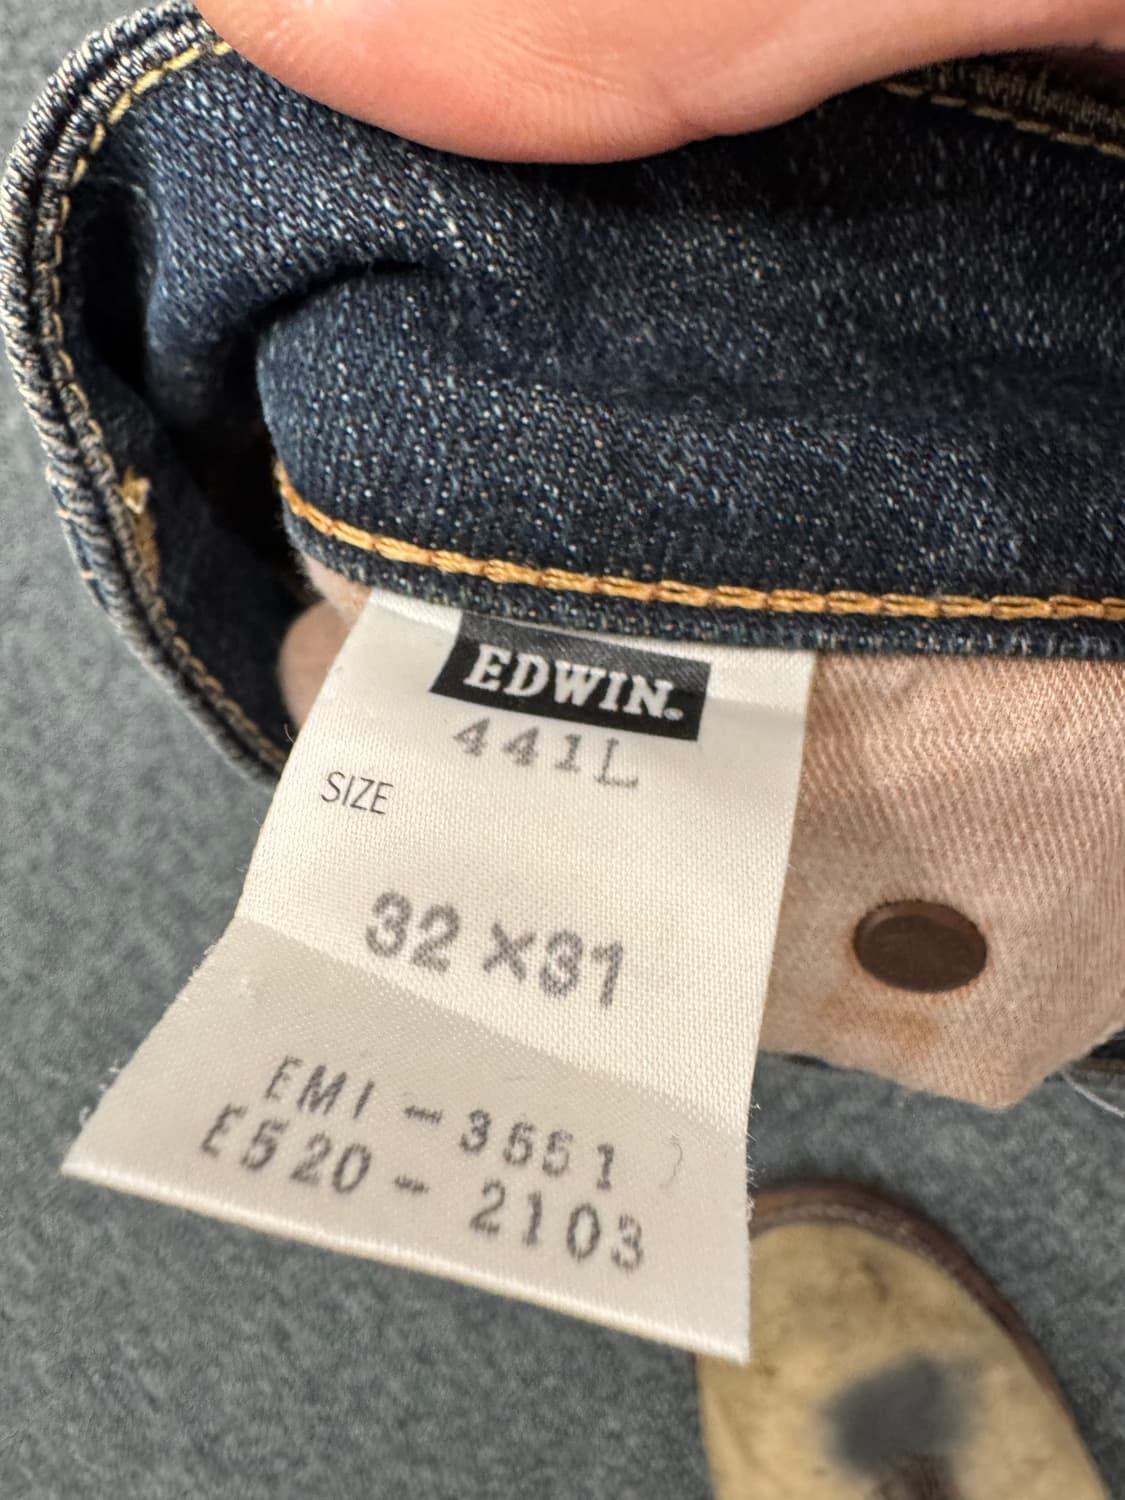 EDWIN.
441L
SIZE
32×31
EMI-3551
E520-2103